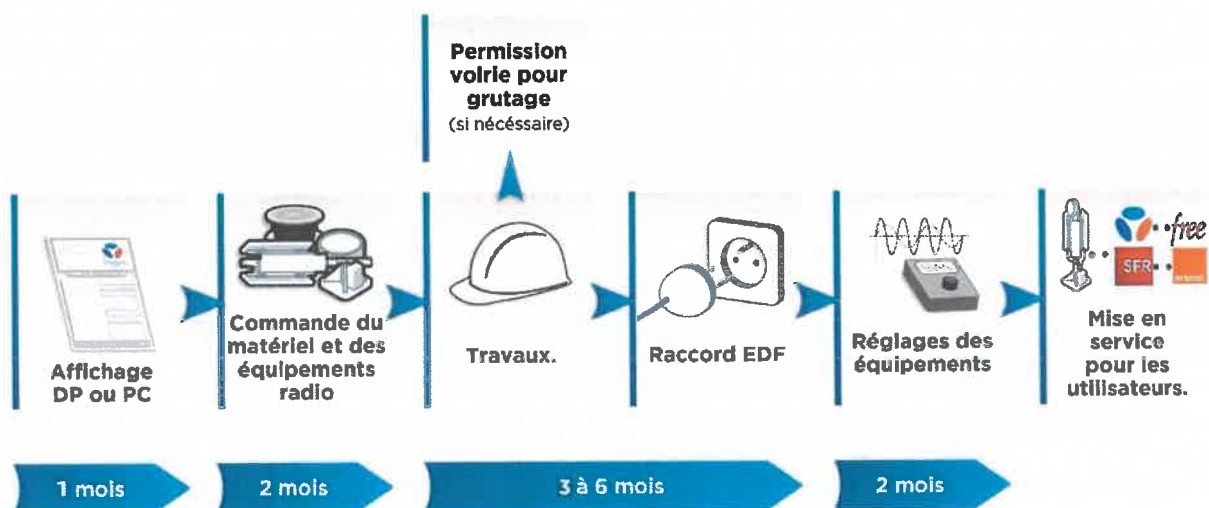 Permission
voirie pour
grutage
(si nécéssaire)
Affichage
DP ou PC
Commande du
matériel et des
équipements
radio
Travaux.
Raccord EDF
Réglages des
équipements
free
SFR
Mise en
service
pour les
utilisateurs.
1 mois
2 mois
3 à 6 mois
2 mois